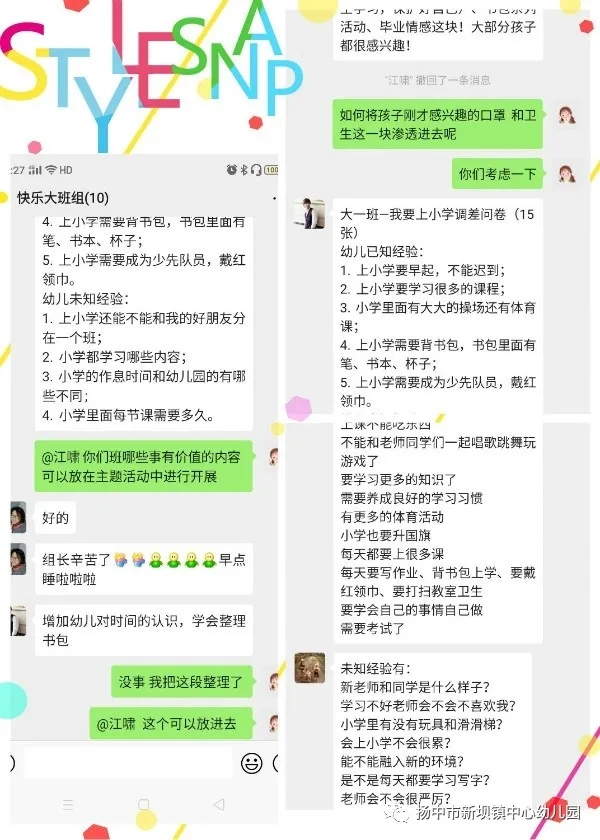 STYLE SNAP
:27 HD 100
快乐大班组(10)
4. 上小学需要背书包，书包里面有
笔、书本、杯子；
5. 上小学需要成为少先队员，戴红
领巾。
幼儿未知经验：
1. 上小学还能不能和我的好朋友分
在一个班；
2. 小学都学习哪些内容；
3. 小学的作息时间和幼儿园的有哪
些不同；
4. 小学里面每节课需要多久。
@江啸 你们班哪些事有价值的内容
可以放在主题活动中进行开展
好的
组长辛苦了早点
睡啦啦啦
增加幼儿对时间的认识，学会整理
书包
没事 我把这段整理了
@江啸 这个可以放进去
活动、毕业情感这块！大部分孩子
都很感兴趣！
"江啸" 撤回了一条消息
如何将孩子刚才感兴趣的口罩 和卫
生这一块渗透进去呢
你们考虑一下
大一班—我要上小学调差问卷（15
张）
幼儿已知经验：
1. 上小学要早起，不能迟到；
2. 上小学要学习很多的课程；
3. 小学里面有大大的操场还有体育
课；
4. 上小学需要背书包，书包里面有
笔、书本、杯子；
5. 上小学需要成为少先队员，戴红
领巾。
上课不能吃东西
不能和老师同学们一起唱歌跳舞玩
游戏了
要学习更多的知识了
需要养成良好的学习习惯
有更多的体育活动
小学也要升国旗
每天都要上很多课
每天要写作业、背书包上学、要戴
红领巾、要打扫教室卫生
要学会自己的事情自己做
需要考试了
未知经验有：
新老师和同学是什么样子？
学习不好老师会不会不喜欢我？
小学里有没有玩具和滑滑梯？
会上小学不会很累？
能不能融入新的环境？
是不是每天都要学习写字？
老师会不会很严厉？
扬中市新坝镇中心幼儿园